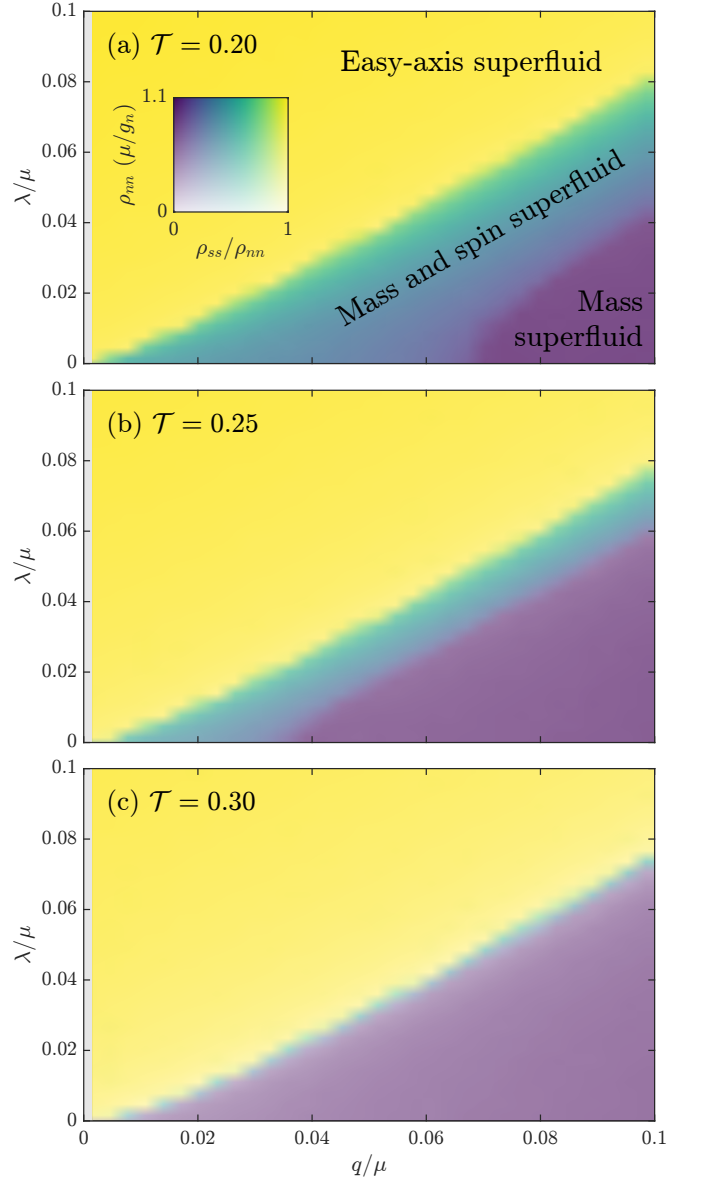 0.1
(a) 𝒯 = 0.20
Easy-axis superfluid
0.08
1.1
ρₙₙ (μ/gₙ)
0
0
1
ρₛₛ/ρₙₙ
0.06
λ/μ
0.04
Mass and spin superfluid
0.02
Mass
superfluid
0
0.1
(b) 𝒯 = 0.25
0.08
0.06
λ/μ
0.04
0.02
0
0.1
(c) 𝒯 = 0.30
0.08
0.06
λ/μ
0.04
0.02
0
0 0.02 0.04 0.06 0.08 0.1
q/μ